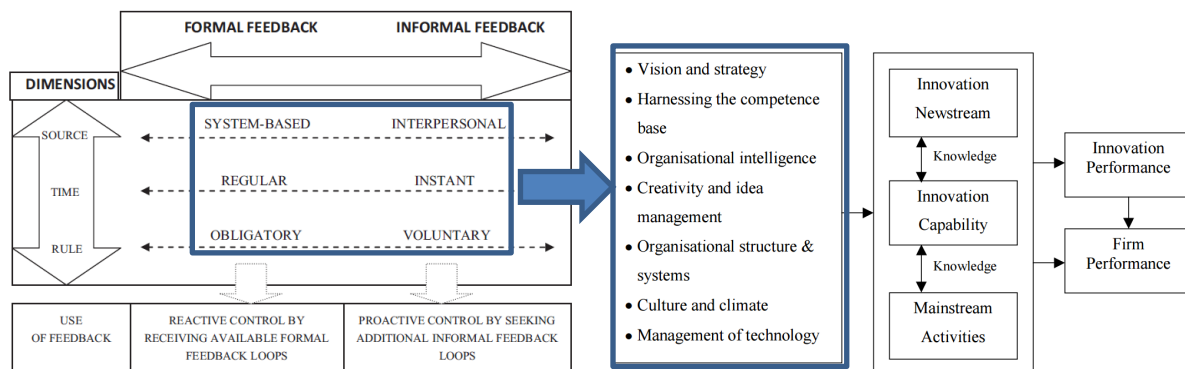 FORMAL FEEDBACK
INFORMAL FEEDBACK
DIMENSIONS
SOURCE
SYSTEM-BASED
INTERPERSONAL
TIME
REGULAR
INSTANT
RULE
OBLIGATORY
VOLUNTARY
USE
OF FEEDBACK
REACTIVE CONTROL BY
RECEIVING AVAILABLE FORMAL
FEEDBACK LOOPS
PROACTIVE CONTROL BY SEEKING
ADDITIONAL INFORMAL FEEDBACK
LOOPS
• Vision and strategy
• Harnessing the competence
base
• Organisational intelligence
• Creativity and idea
management
• Organisational structure &
systems
• Culture and climate
• Management of technology
Innovation
Newstream
Knowledge
Innovation
Capability
Knowledge
Mainstream
Activities
Innovation
Performance
Firm
Performance